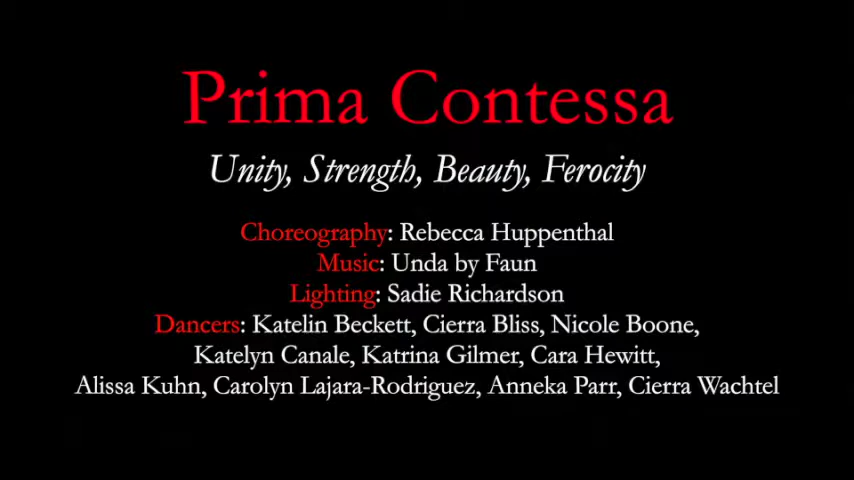 Prima Contessa
Unity, Strength, Beauty, Ferocity
Choreography: Rebecca Huppenthal
Music: Unda by Faun
Lighting: Sadie Richardson
Dancers: Katelin Beckett, Cierra Bliss, Nicole Boone,
Katelyn Canale, Katrina Gilmer, Cara Hewitt,
Alissa Kuhn, Carolyn Lajara-Rodriguez, Anneka Parr, Cierra Wachtel